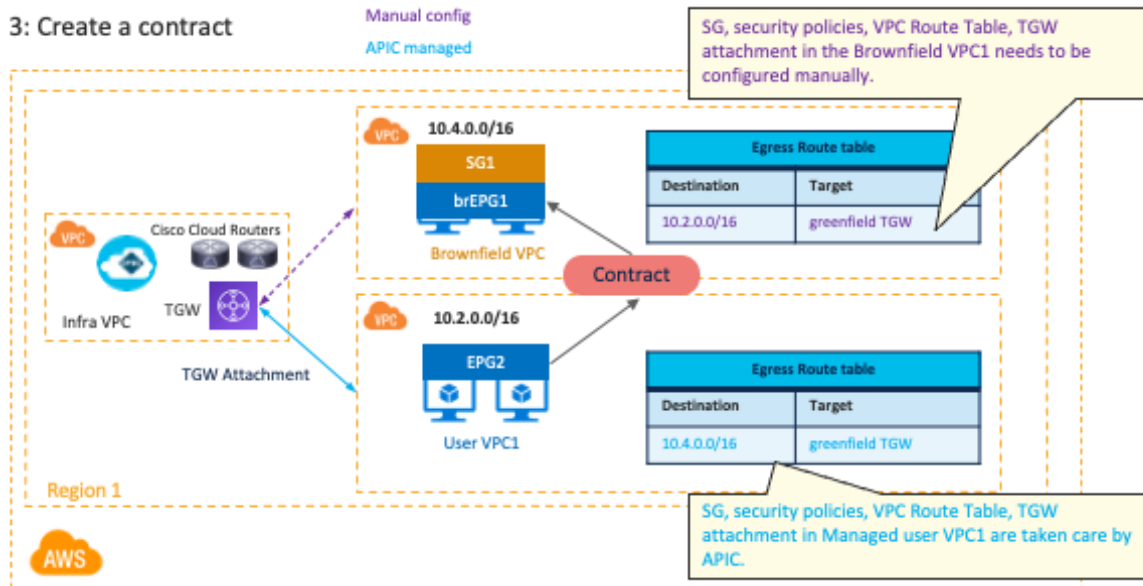 3: Create a contract
Manual config
APIC managed
SG, security policies, VPC Route Table, TGW
attachment in the Brownfield VPC1 needs to be
configured manually.
VPC
10.4.0.0/16
SG1
brEPG1
Brownfield VPC
Egress Route table
Destination
Target
10.2.0.0/16
greenfield TGW
VPC
Cisco Cloud Routers
TGW
Infra VPC
TGW Attachment
Contract
VPC
10.2.0.0/16
EPG2
User VPC1
Egress Route table
Destination
Target
10.4.0.0/16
greenfield TGW
Region 1
SG, security policies, VPC Route Table, TGW
attachment in Managed user VPC1 are taken care by
APIC.
AWS